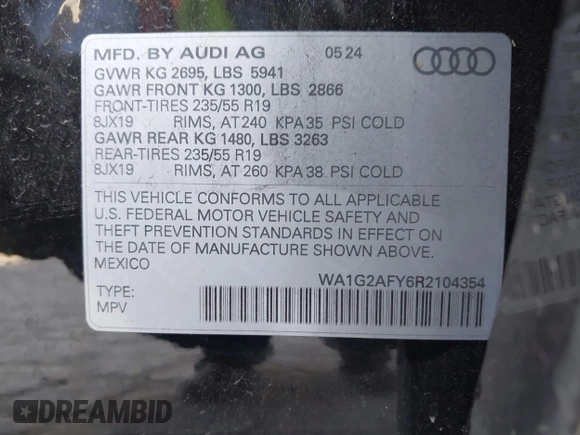 MFD. BY AUDI AG 05 24
GVWR KG 2695, LBS 5941
GAWR FRONT KG 1300, LBS 2866
FRONT-TIRES 235/55 R19
8JX19 RIMS, AT 240 KPA 35 PSI COLD
GAWR REAR KG 1480, LBS 3263
REAR-TIRES 235/55 R19
8JX19 RIMS, AT 260 KPA 38 PSI COLD
THIS VEHICLE CONFORMS TO ALL APPLICABLE
U.S. FEDERAL MOTOR VEHICLE SAFETY AND
THEFT PREVENTION STANDARDS IN EFFECT ON
THE DATE OF MANUFACTURE SHOWN ABOVE.
MEXICO
WA1G2AFY6R2104354
TYPE:
MPV
DREAMBID